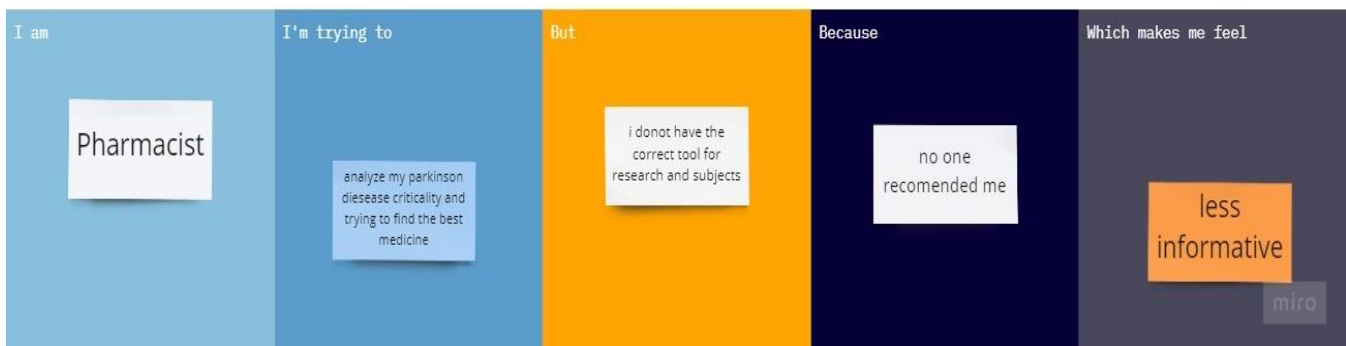 I am
Pharmacist
I'm trying to
analyze my parkinson
diesease criticality and
trying to find the best
medicine
But
i donot have the
correct tool for
research and subjects
Because
no one
recomended me
Which makes me feel
less
informative
miro